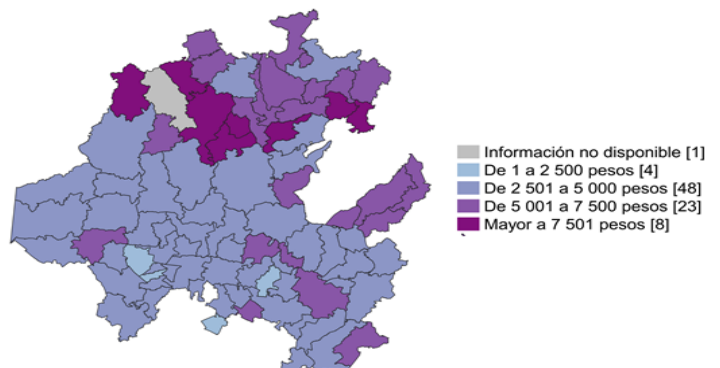 Información no disponible [1]
De 1 a 2 500 pesos [4]
De 2 501 a 5 000 pesos [48]
De 5 001 a 7 500 pesos [23]
Mayor a 7 501 pesos [8]